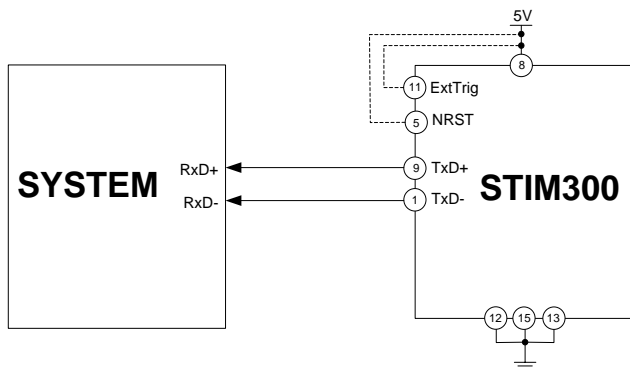 5V
8
11 ExtTrig
5 NRST
RxD+ 9 TxD+
SYSTEM STIM300
RxD- 1 TxD-
12 15 13